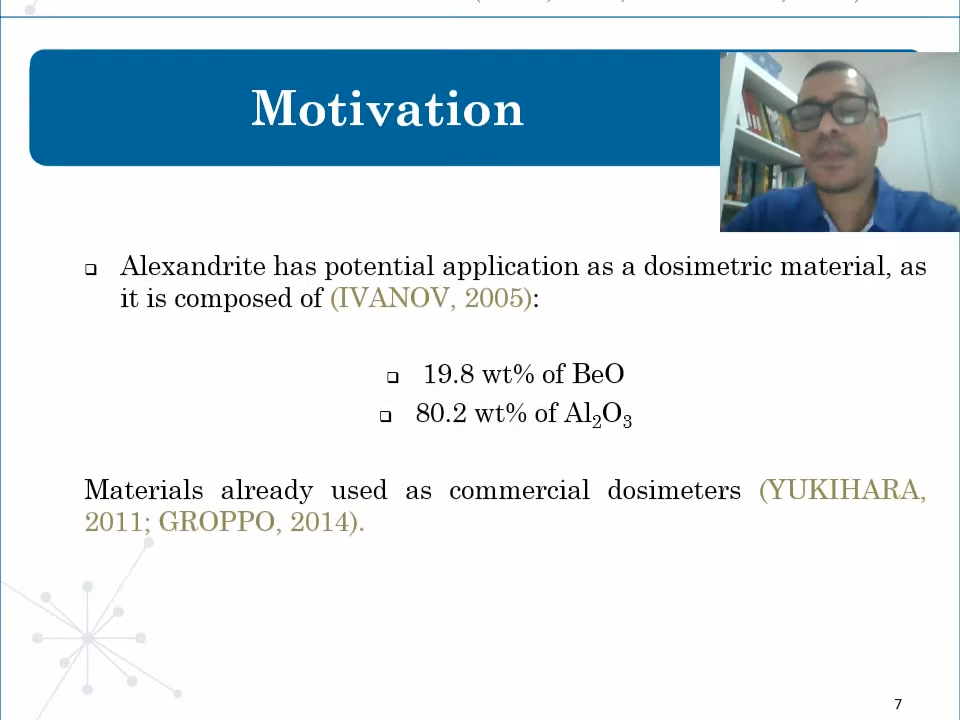 Motivation
❑ Alexandrite has potential application as a dosimetric material, as
it is composed of (IVANOV, 2005):
❑ 19.8 wt% of BeO
❑ 80.2 wt% of Al₂O₃
Materials already used as commercial dosimeters (YUKIHARA,
2011; GROPPO, 2014).
7